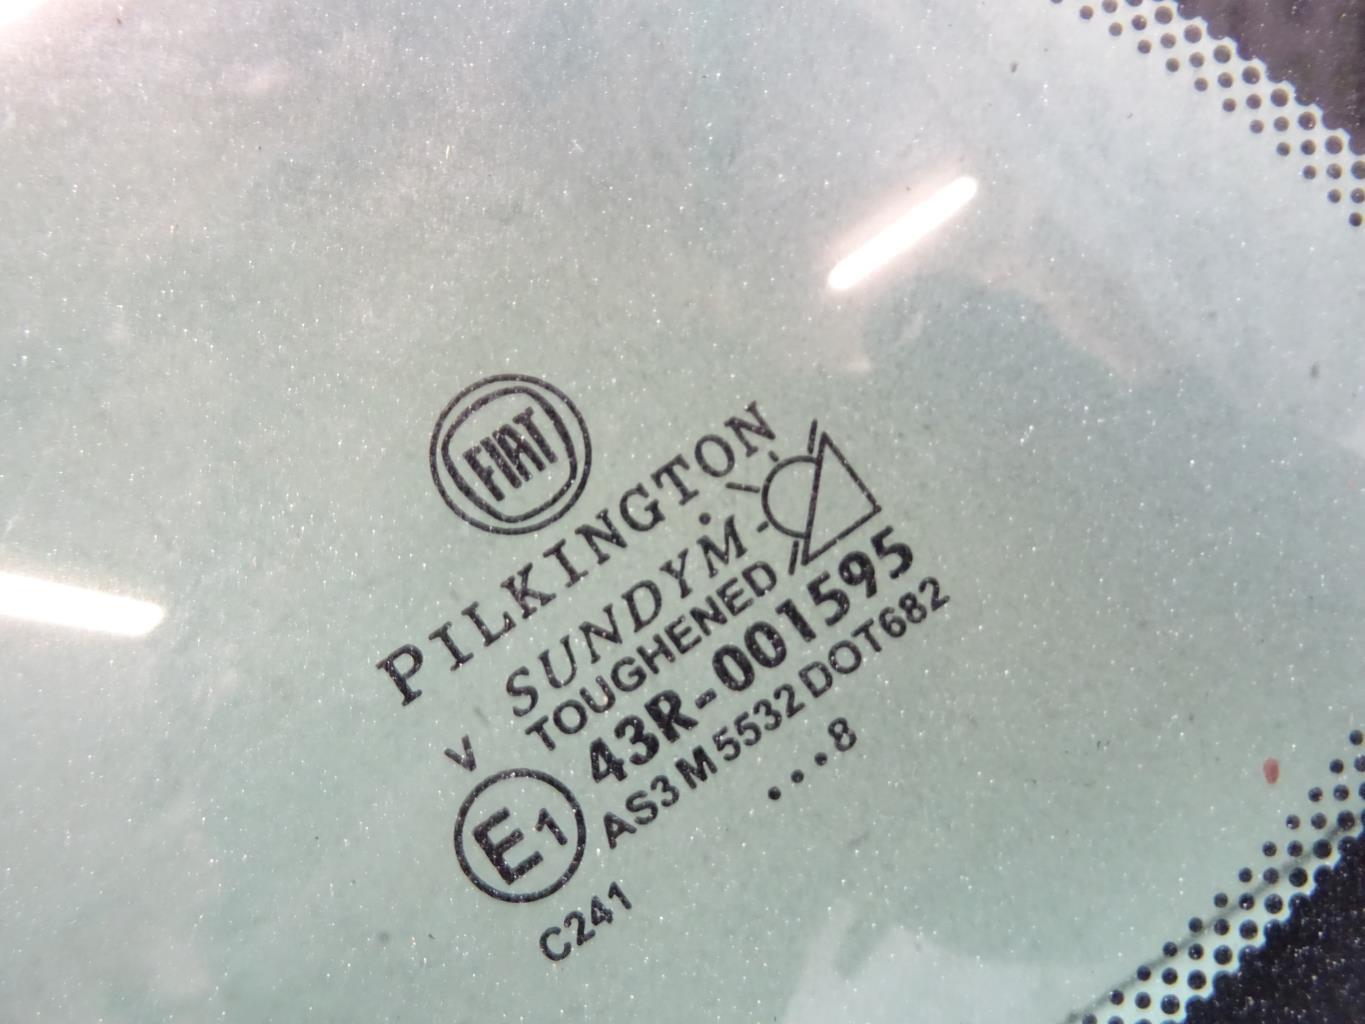 FIAT
PILKINGTON
SUNDYM
TOUGHENED
V
43R-001595
E1
AS3 M5532 DOT682
...8
C241